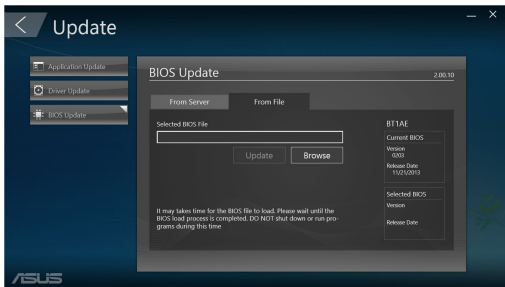 Update
Application Update
Driver Update
BIOS Update
BIOS Update
2.00.10
From Server
From File
Selected BIOS File
Update
Browse
It may takes time for the BIOS file to load. Please wait until the
BIOS load process is completed. DO NOT shut down or run pro-
grams during this time
BT1AE
Current BIOS
Version
0203
Release Date
11/21/2013
Selected BIOS
Version
Release Date
ASUS